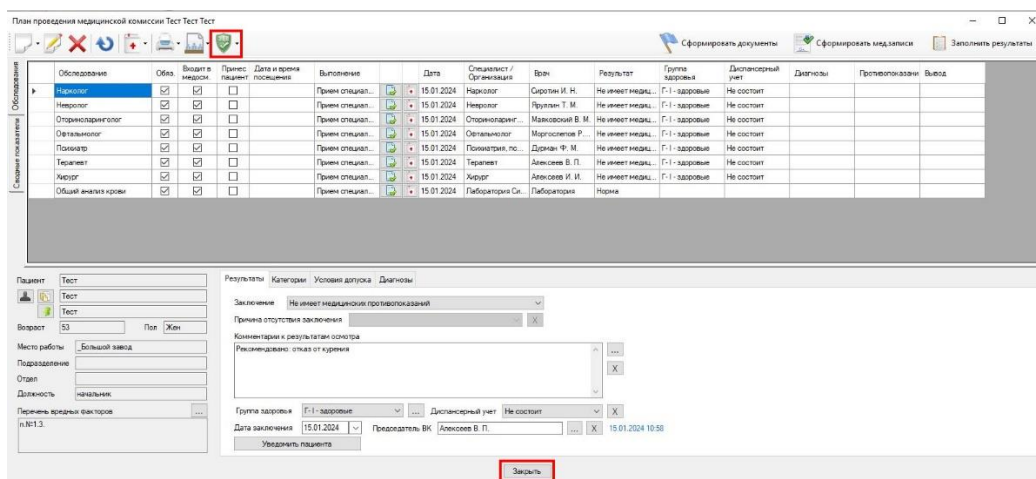 План проведения медицинской комиссии Тест Тест Тест
Сформировать документы Сформировать мед.записи Заполнить результаты
Обследования
Сводные показатели
Обследование Обяз. Входит в медосм. Принес пациент Дата и время посещения Выполнение Дата Специалист / Организация Врач Результат Группа здоровья Диспансерный учет Диагнозы Противопоказани Вывод
Нарколог Прием специал... 15.01.2024 Нарколог Сиротин И. Н. Не имеет медиц... Г- I - здоровые Не состоит
Невролог Прием специал... 15.01.2024 Невролог Яруллин Т. М. Не имеет медиц... Г- I - здоровые Не состоит
Оториноларинголог Прием специал... 15.01.2024 Оториноларинг... Маяковский В. М. Не имеет медиц... Г- I - здоровые Не состоит
Офтальмолог Прием специал... 15.01.2024 Офтальмолог Моргослепов Р... Не имеет медиц... Г- I - здоровые Не состоит
Психиатр Прием специал... 15.01.2024 Психиатрия, по... Дурман Ф. М. Не имеет медиц... Г- I - здоровые Не состоит
Терапевт Прием специал... 15.01.2024 Терапевт Алексеев В. П. Не имеет медиц... Г- I - здоровые Не состоит
Хирург Прием специал... 15.01.2024 Хирург Алексеев И. И. Не имеет медиц... Г- I - здоровые Не состоит
Общий анализ крови Прием специал... 15.01.2024 Лаборатория Си... Лаборатория Норма
Пациент Тест
Тест
Тест
Возраст 53 Пол Жен
Место работы _Большой завод
Подразделение
Отдел
Должность начальник
Перечень вредных факторов ...
п.№1.3.
Результаты Категории Условия допуска Диагнозы
Заключение Не имеет медицинских противопоказаний
Причина отсутствия заключения X
Комментарии к результатам осмотра
Рекомендовано: отказ от курения ...
X
Группа здоровья Г- I - здоровые ... Диспансерный учет Не состоит X
Дата заключения 15.01.2024 Председатель ВК Алексеев В. П. ... X 15.01.2024 10:58
Уведомить пациента
Закрыть